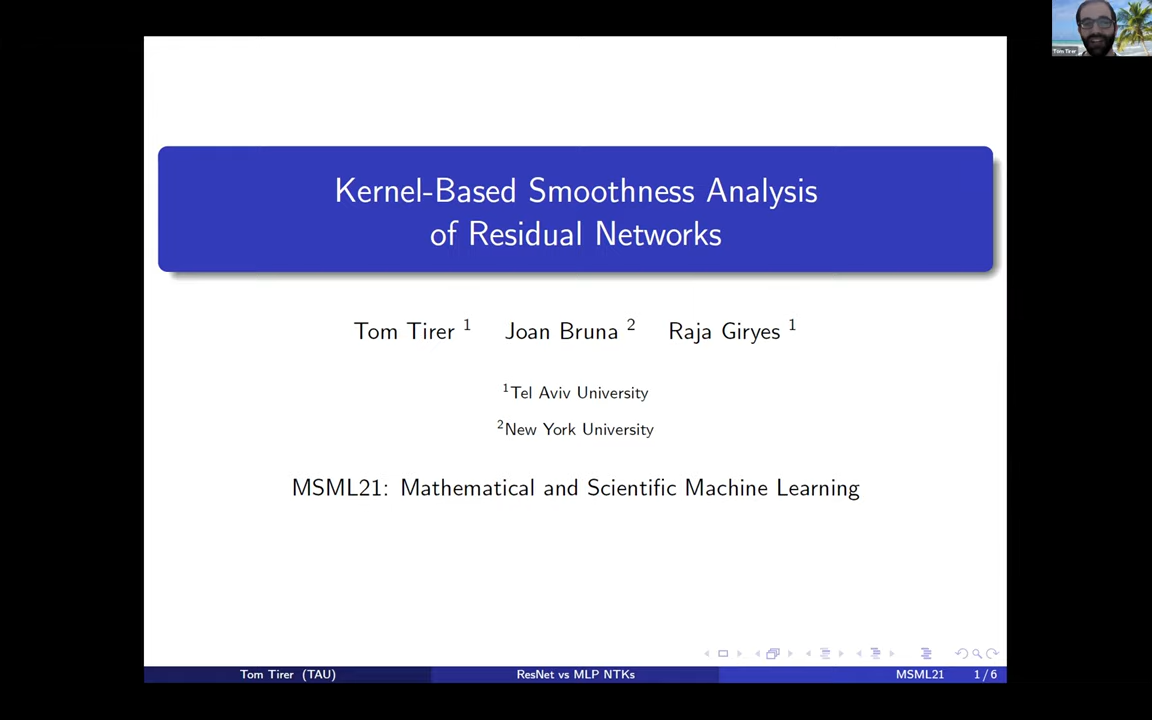 Tom Tirer
Kernel-Based Smoothness Analysis
of Residual Networks
Tom Tirer 1 Joan Bruna 2 Raja Giryes 1
1Tel Aviv University
2New York University
MSML21: Mathematical and Scientific Machine Learning
Tom Tirer (TAU) ResNet vs MLP NTKs MSML21 1 / 6